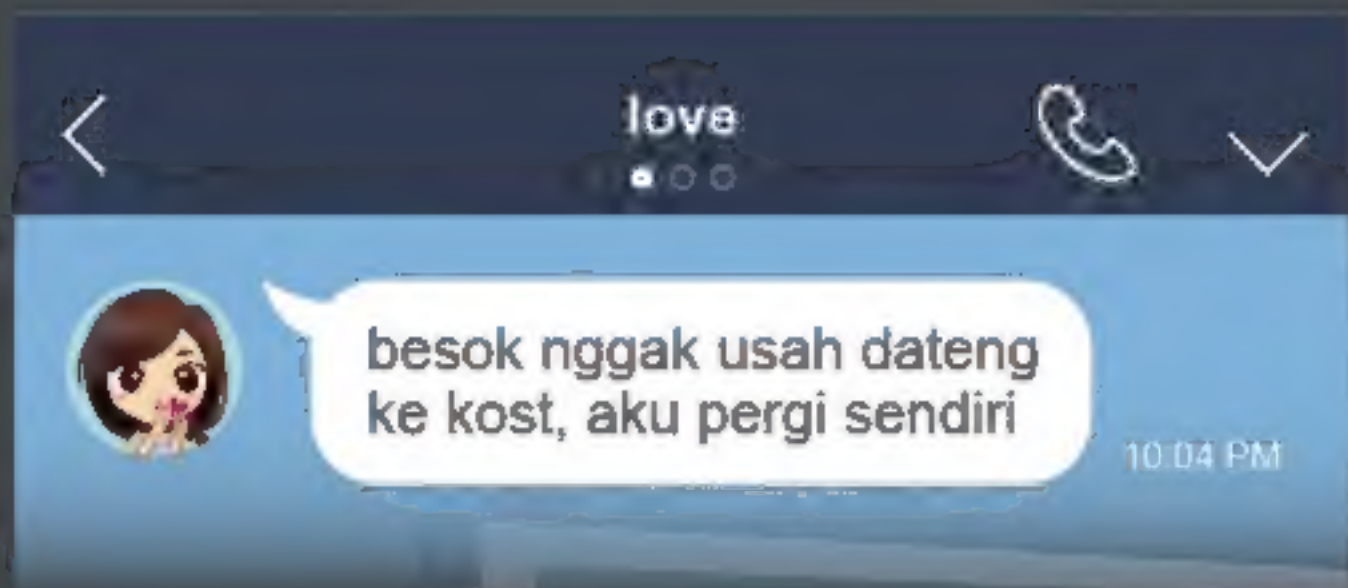 love
besok nggak usah dateng
ke kost, aku pergi sendiri
10:04 PM